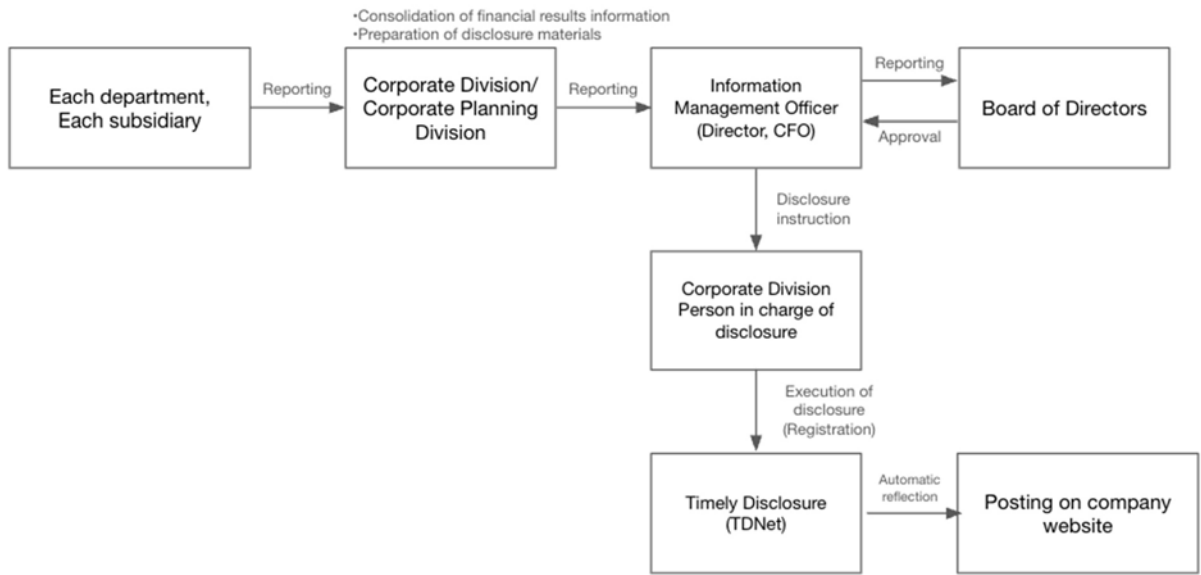 •Consolidation of financial results information
•Preparation of disclosure materials
Each department,
Each subsidiary
Reporting
Corporate Division/
Corporate Planning
Division
Reporting
Information
Management Officer
(Director, CFO)
Reporting
Approval
Board of Directors
Disclosure
instruction
Corporate Division
Person in charge of
disclosure
Execution of
disclosure
(Registration)
Timely Disclosure
(TDNet)
Automatic
reflection
Posting on company
website